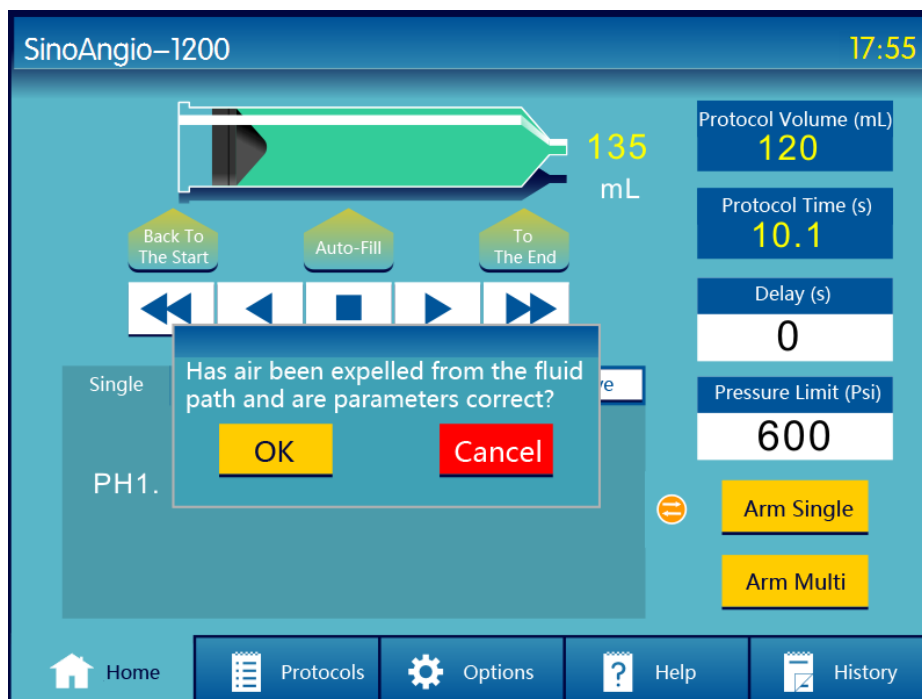 SinoAngio–1200
17:55
135
mL
Protocol Volume (mL)
120
Protocol Time (s)
10.1
Back To
The Start
Auto-Fill
To
The End
Delay (s)
0
Has air been expelled from the fluid
path and are parameters correct?
OK
Cancel
Single
Pressure Limit (Psi)
600
PH1.
Arm Single
Arm Multi
Home
Protocols
Options
Help
History